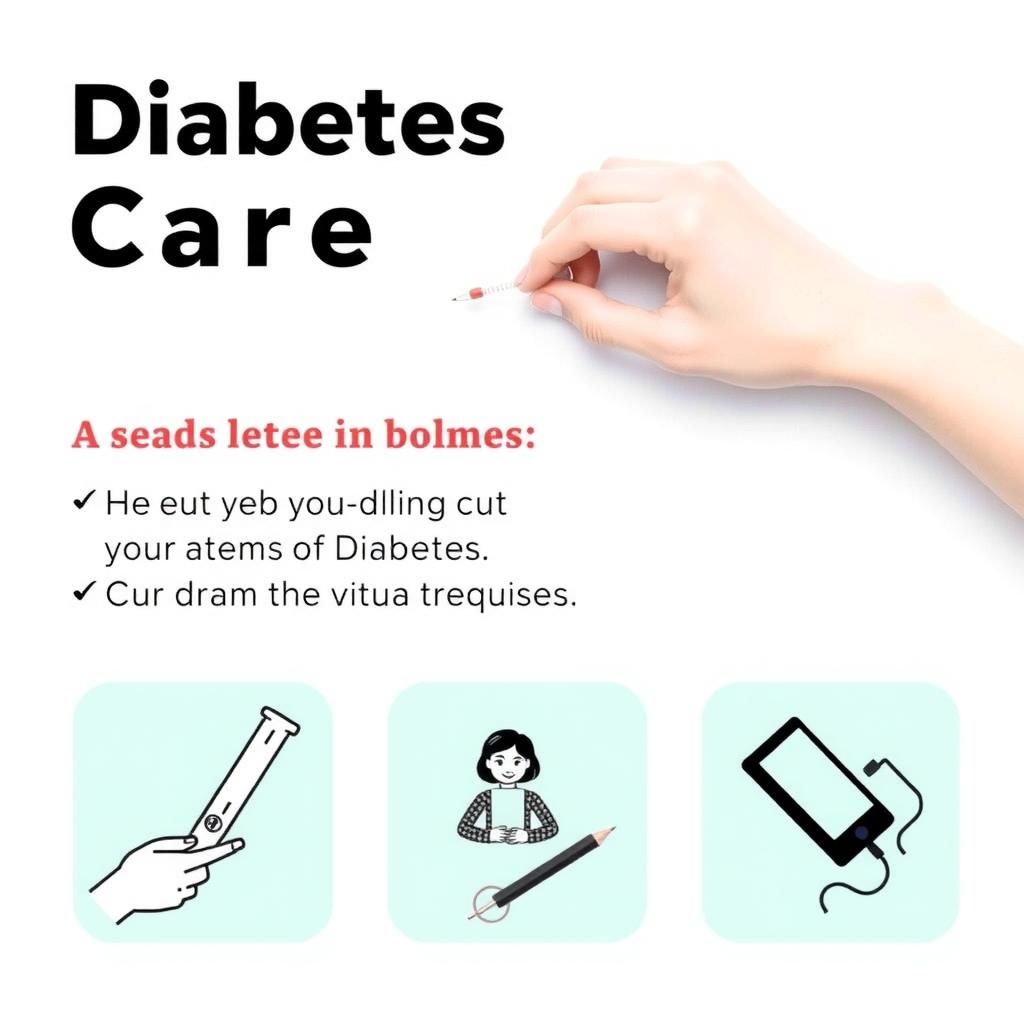 Diabetes
Care
A seads letee in bolmes:
✔ He eut yeb you-dlling cut
your atems of Diabetes.
✔ Cur dram the vitua trequises.